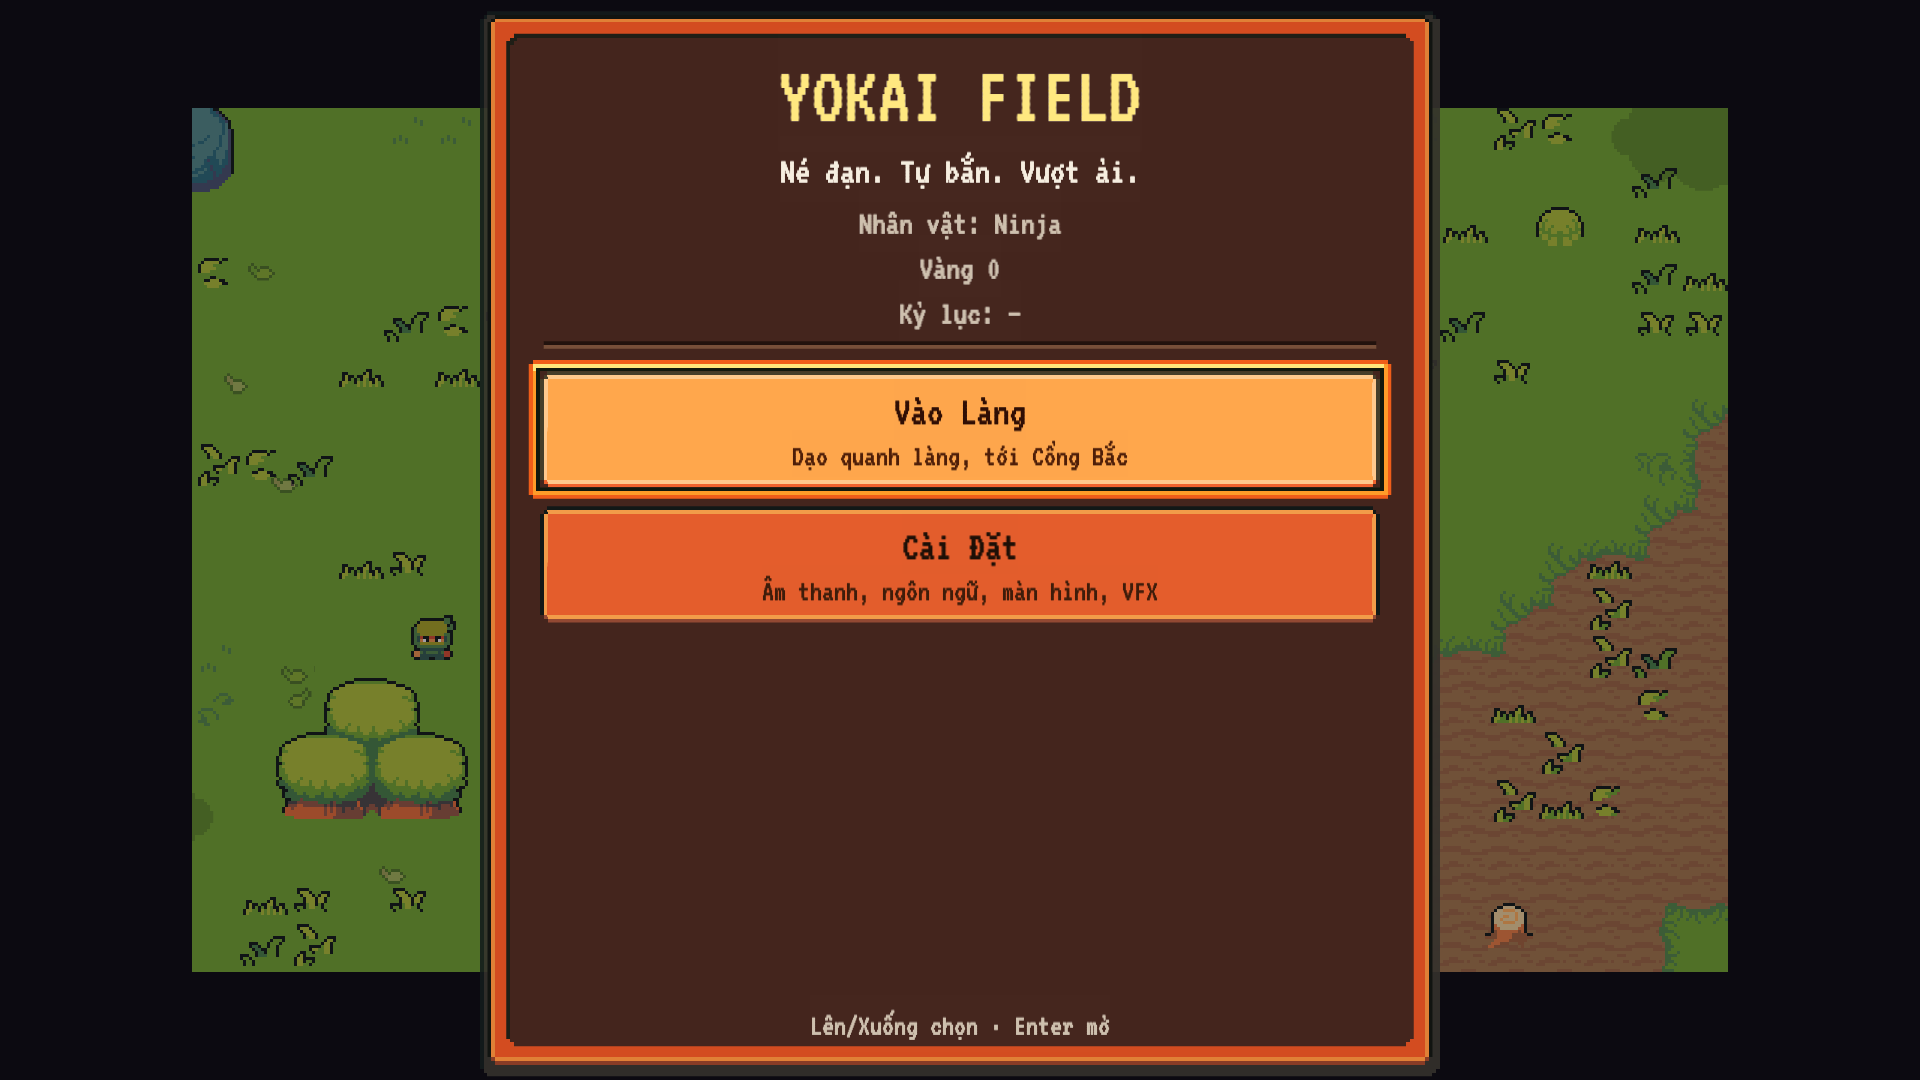 YOKAI FIELD
Né đạn. Tự bắn. Vượt ải.
Nhân vật: Ninja
Vàng 0
Kỷ lục: -
Vào Làng
Dạo quanh làng, tới Cổng Bắc
Cài Đặt
Âm thanh, ngôn ngữ, màn hình, VFX
Lên/Xuống chọn · Enter mở